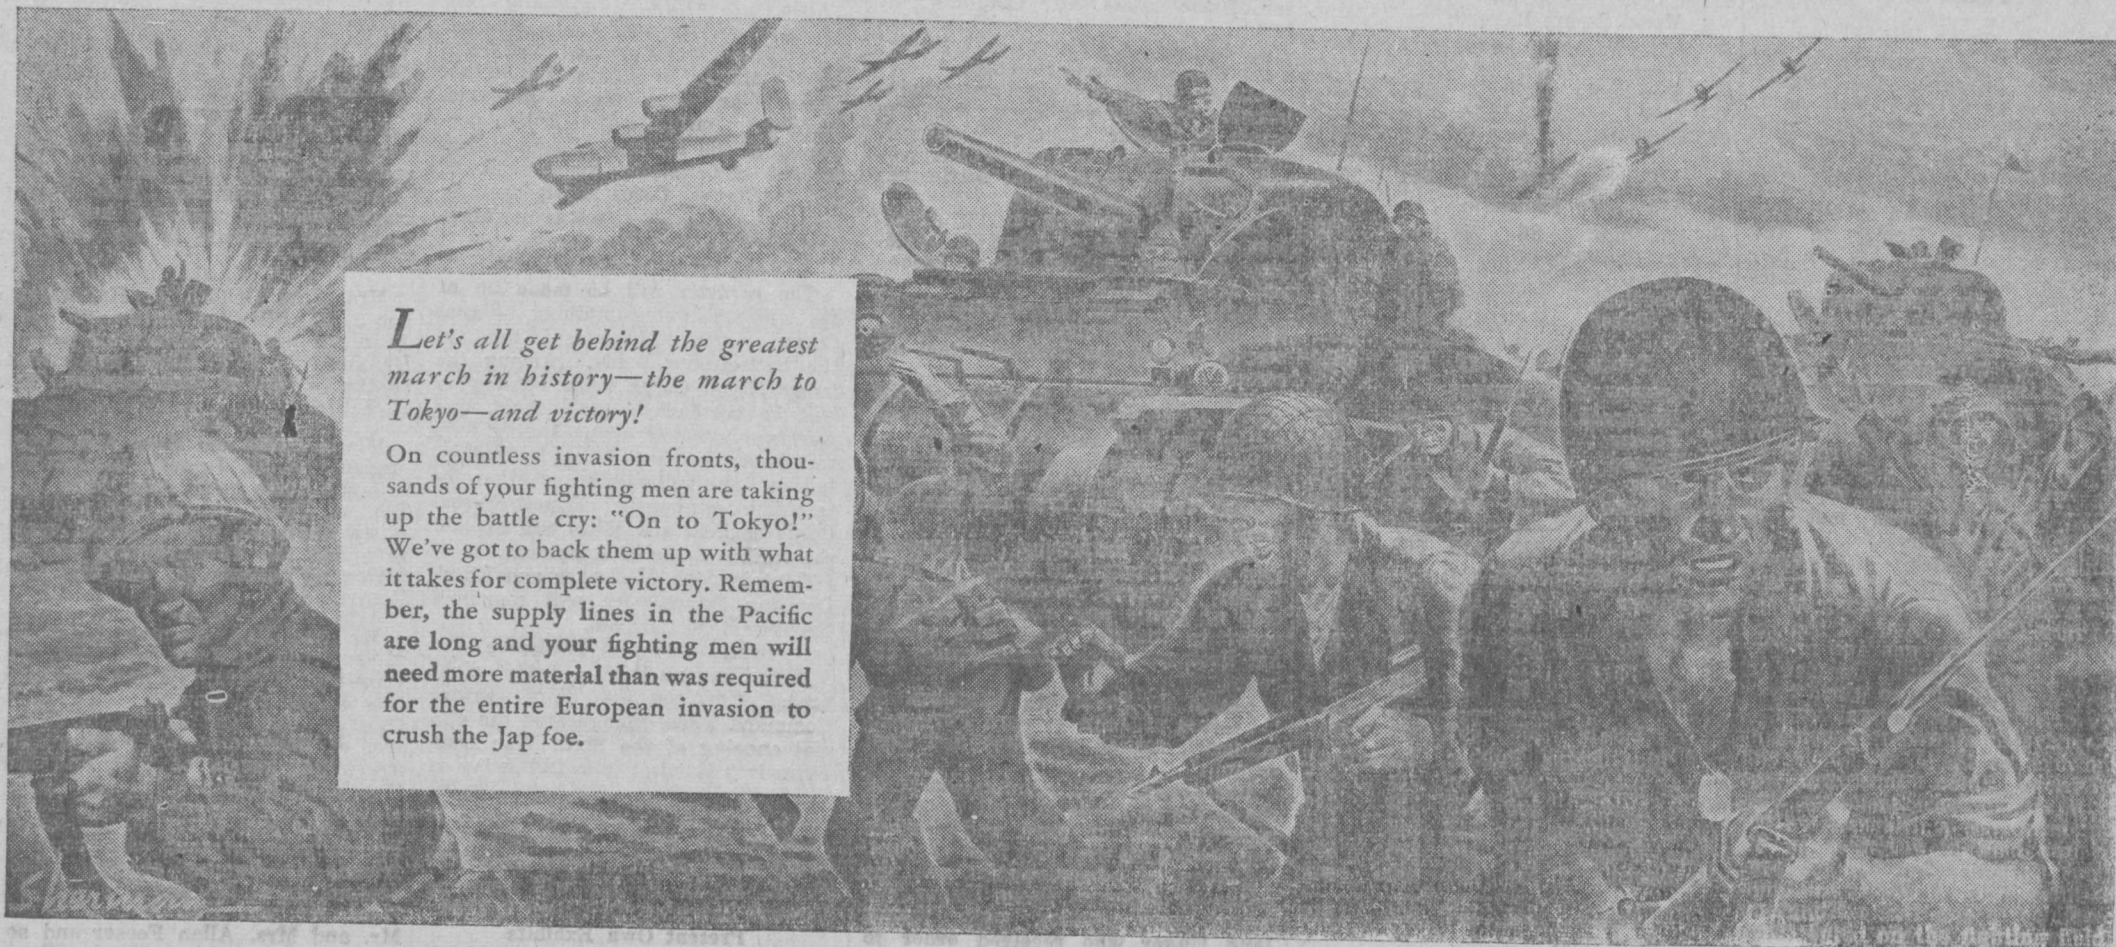 Let's all get behind the greatest
march in history—the march to
Tokyo—and victory!
On countless invasion fronts, thou-
sands of your fighting men are taking
up the battle cry: "On to Tokyo!"
We've got to back them up with what
it takes for complete victory. Remem-
ber, the supply lines in the Pacific
are long and your fighting men will
need more material than was required
for the entire European invasion to
crush the Jap foe.
Mr. and Mrs. Allen